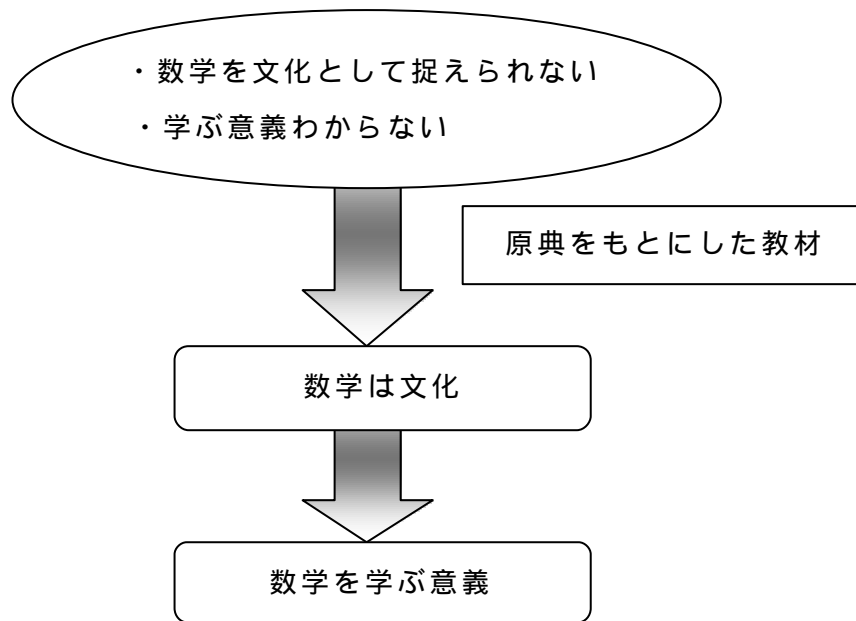 ・数学を文化として捉えられない
・学ぶ意義わからない
原典をもとにした教材
数学は文化
数学を学ぶ意義